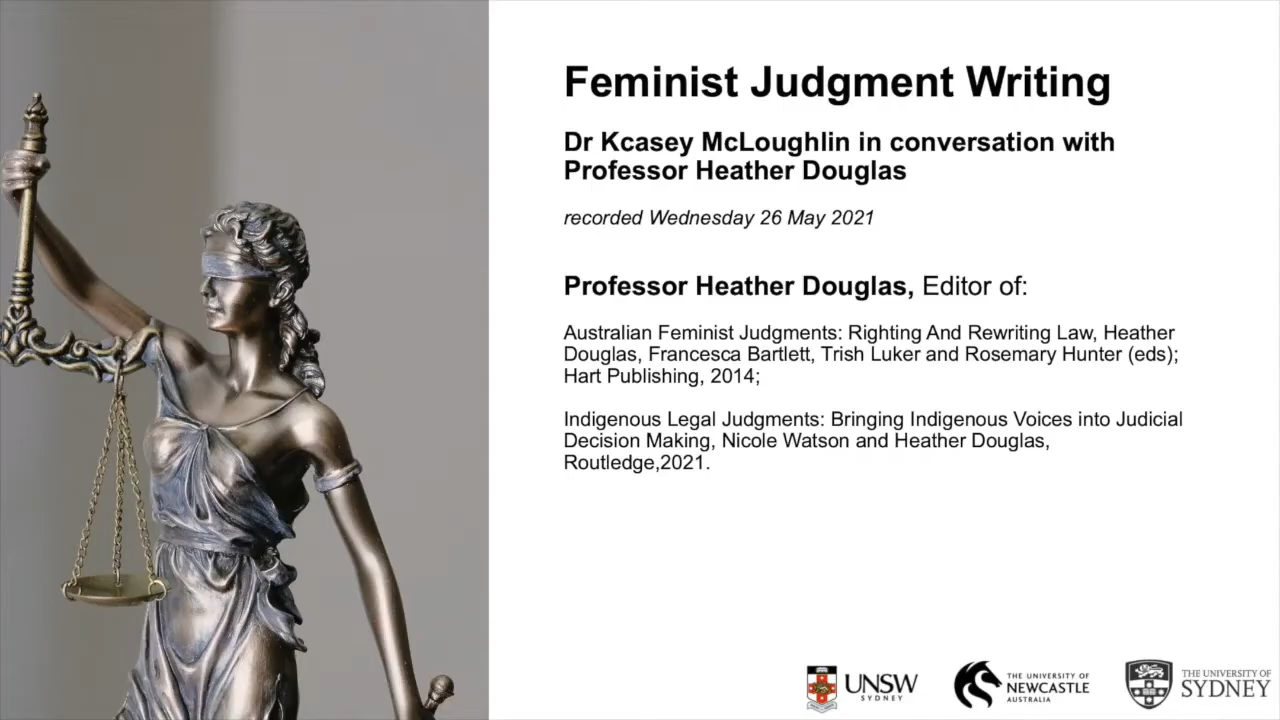 Feminist Judgment Writing
Dr Kcasey McLoughlin in conversation with
Professor Heather Douglas
recorded Wednesday 26 May 2021
Professor Heather Douglas, Editor of:
Australian Feminist Judgments: Righting And Rewriting Law, Heather
Douglas, Francesca Bartlett, Trish Luker and Rosemary Hunter (eds);
Hart Publishing, 2014;
Indigenous Legal Judgments: Bringing Indigenous Voices into Judicial
Decision Making, Nicole Watson and Heather Douglas,
Routledge,2021.
UNSW
SYDNEY
THE UNIVERSITY OF
NEWCASTLE
AUSTRALIA
THE UNIVERSITY OF
SYDNEY